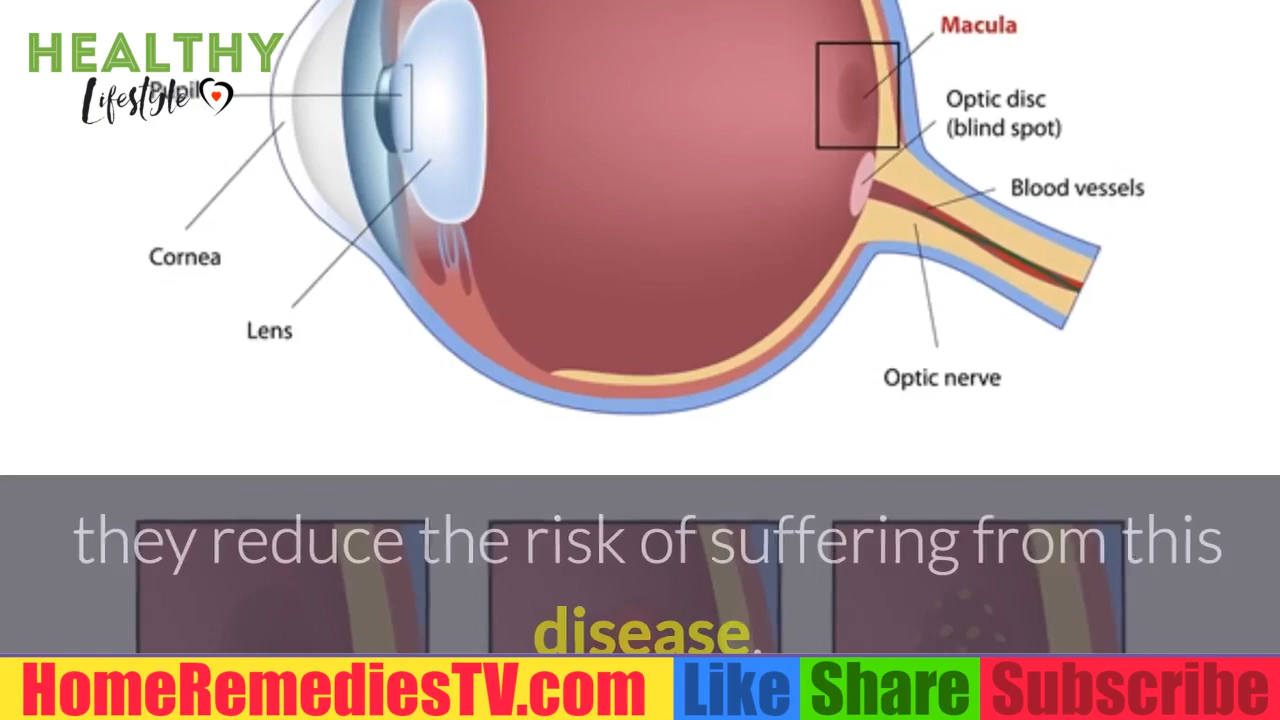 HEALTHY
Lifestyle
Pupil
Macula
Optic disc
(blind spot)
Blood vessels
Cornea
Lens
Optic nerve
they reduce the risk of suffering from this
disease.
HomeRemediesTV.com Like Share Subscribe